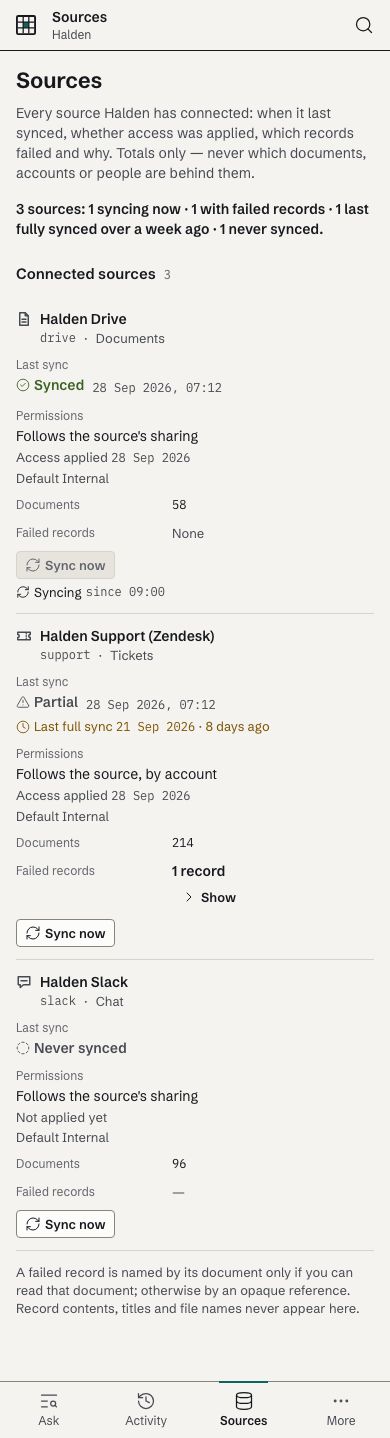 Sources
Halden
Sources
Every source Halden has connected: when it last
synced, whether access was applied, which records
failed and why. Totals only — never which documents,
accounts or people are behind them.
3 sources: 1 syncing now · 1 with failed records · 1 last
fully synced over a week ago · 1 never synced.
Connected sources 3
Halden Drive
drive · Documents
Last sync
Synced 28 Sep 2026, 07:12
Permissions
Follows the source's sharing
Access applied 28 Sep 2026
Default Internal
Documents 58
Failed records None
Sync now
Syncing since 09:00
Halden Support (Zendesk)
support · Tickets
Last sync
Partial 28 Sep 2026, 07:12
Last full sync 21 Sep 2026 · 8 days ago
Permissions
Follows the source, by account
Access applied 28 Sep 2026
Default Internal
Documents 214
Failed records 1 record
Show
Sync now
Halden Slack
slack · Chat
Last sync
Never synced
Permissions
Follows the source's sharing
Not applied yet
Default Internal
Documents 96
Failed records —
Sync now
A failed record is named by its document only if you can
read that document; otherwise by an opaque reference.
Record contents, titles and file names never appear here.
Ask Activity Sources More